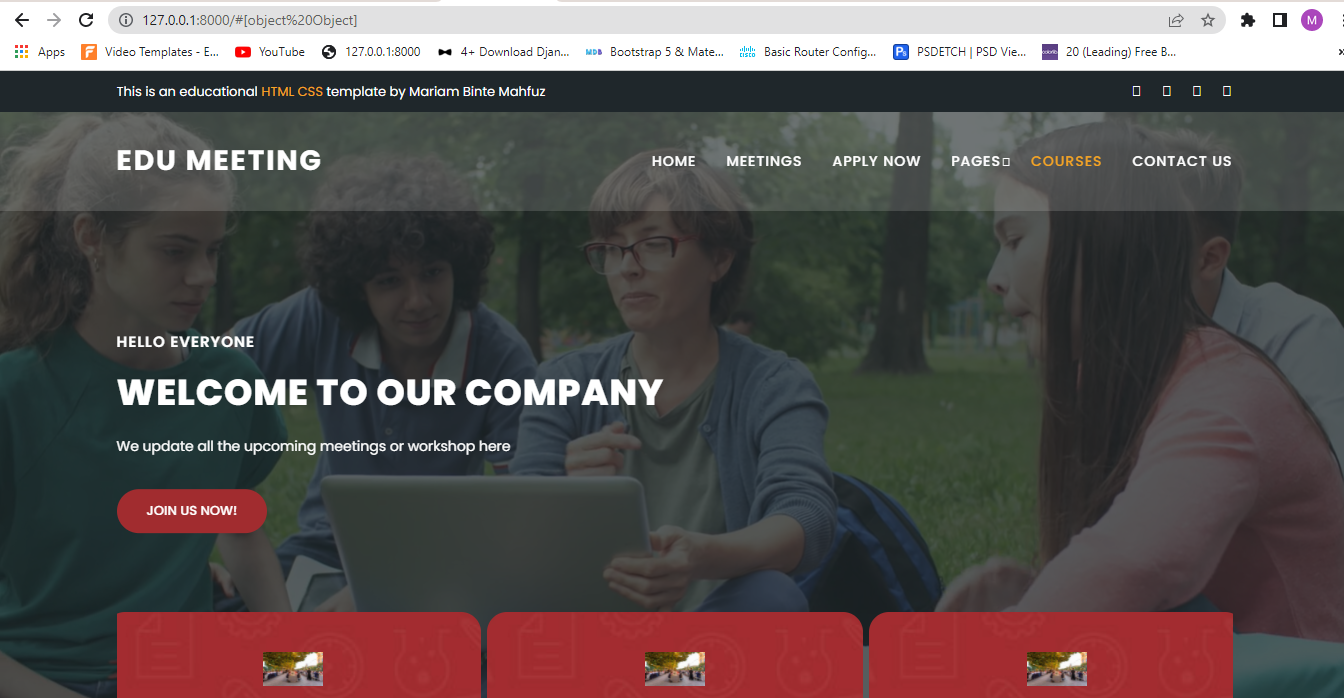 127.0.0.1:8000/#[object%20Object]
M
Apps
Video Templates - E...
YouTube
127.0.0.1:8000
4+ Download Djan...
MDB
Bootstrap 5 & Mate...
CISCO
Basic Router Config...
Ps
PSDETCH | PSD Vie...
20 (Leading) Free B...
»
This is an educational HTML CSS template by Mariam Binte Mahfuz
EDU MEETING
HOME
MEETINGS
APPLY NOW
PAGES
COURSES
CONTACT US
HELLO EVERYONE
WELCOME TO OUR COMPANY
We update all the upcoming meetings or workshop here
JOIN US NOW!